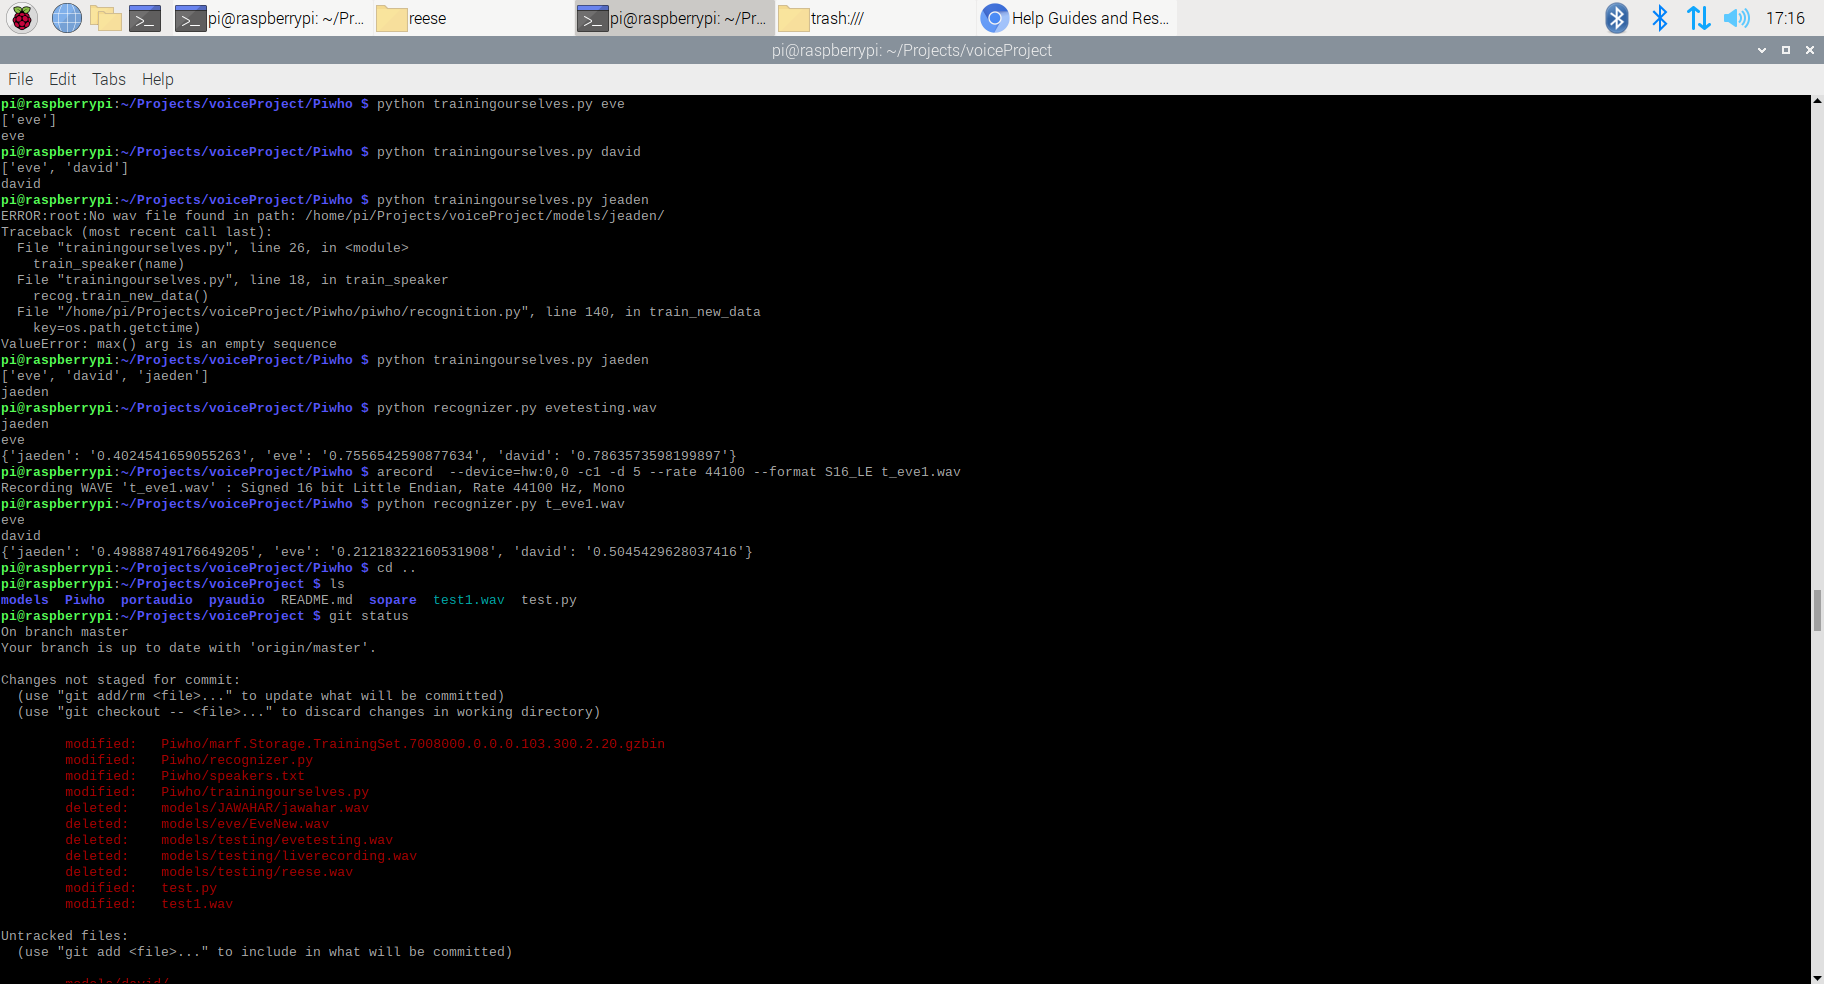 pi@raspberrypi: ~/Pr...
reese
pi@raspberrypi: ~/Pr...
trash:///
Help Guides and Res...
17:16
pi@raspberrypi: ~/Projects/voiceProject
File Edit Tabs Help
pi@raspberrypi:~/Projects/voiceProject/Piwho $ python trainingourselves.py eve
['eve']
eve
pi@raspberrypi:~/Projects/voiceProject/Piwho $ python trainingourselves.py david
['eve', 'david']
david
pi@raspberrypi:~/Projects/voiceProject/Piwho $ python trainingourselves.py jeaden
ERROR:root:No wav file found in path: /home/pi/Projects/voiceProject/models/jeaden/
Traceback (most recent call last):
  File "trainingourselves.py", line 26, in <module>
    train_speaker(name)
  File "trainingourselves.py", line 18, in train_speaker
    recog.train_new_data()
  File "/home/pi/Projects/voiceProject/Piwho/piwho/recognition.py", line 140, in train_new_data
    key=os.path.getctime)
ValueError: max() arg is an empty sequence
pi@raspberrypi:~/Projects/voiceProject/Piwho $ python trainingourselves.py jaeden
['eve', 'david', 'jaeden']
jaeden
pi@raspberrypi:~/Projects/voiceProject/Piwho $ python recognizer.py evetesting.wav
jaeden
eve
{'jaeden': '0.4024541659055263', 'eve': '0.7556542590877634', 'david': '0.7863573598199897'}
pi@raspberrypi:~/Projects/voiceProject/Piwho $ arecord  --device=hw:0,0 -c1 -d 5 --rate 44100 --format S16_LE t_eve1.wav
Recording WAVE 't_eve1.wav' : Signed 16 bit Little Endian, Rate 44100 Hz, Mono
pi@raspberrypi:~/Projects/voiceProject/Piwho $ python recognizer.py t_eve1.wav
eve
david
{'jaeden': '0.49888749176649205', 'eve': '0.21218322160531908', 'david': '0.5045429628037416'}
pi@raspberrypi:~/Projects/voiceProject/Piwho $ cd ..
pi@raspberrypi:~/Projects/voiceProject $ ls
models  Piwho  portaudio  pyaudio  README.md  sopare  test1.wav  test.py
pi@raspberrypi:~/Projects/voiceProject $ git status
On branch master
Your branch is up to date with 'origin/master'.
Changes not staged for commit:
  (use "git add/rm <file>..." to update what will be committed)
  (use "git checkout -- <file>..." to discard changes in working directory)
modified:   Piwho/marf.Storage.TrainingSet.7008000.0.0.0.103.300.2.20.gzbin
modified:   Piwho/recognizer.py
modified:   Piwho/speakers.txt
modified:   Piwho/trainingourselves.py
deleted:    models/JAWAHAR/jawahar.wav
deleted:    models/eve/EveNew.wav
deleted:    models/testing/evetesting.wav
deleted:    models/testing/liverecording.wav
deleted:    models/testing/reese.wav
modified:   test.py
modified:   test1.wav
Untracked files:
  (use "git add <file>..." to include in what will be committed)
models/david/